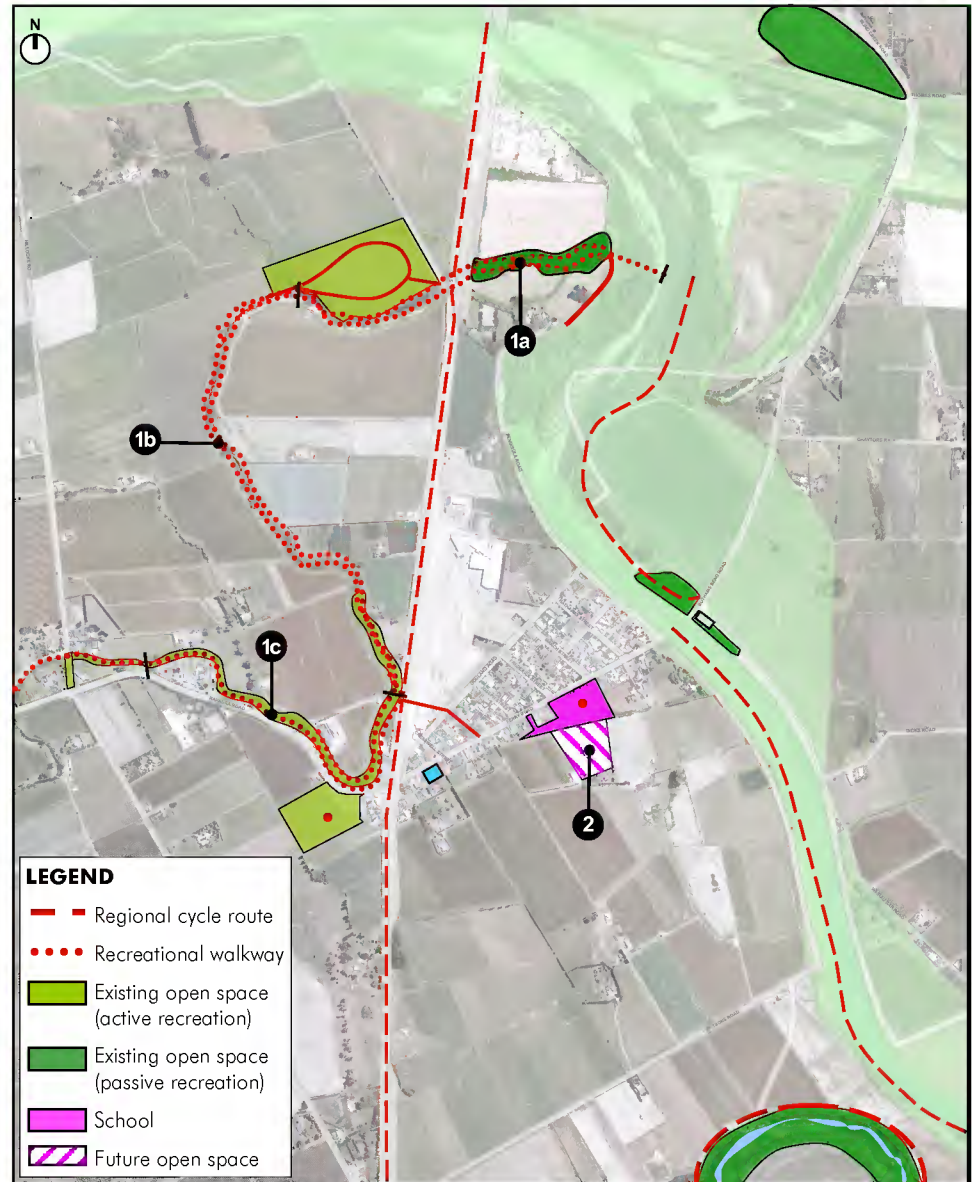 N
1a
1b
1c
2
LEGEND
Regional cycle route
Recreational walkway
Existing open space
(active recreation)
Existing open space
(passive recreation)
School
Future open space